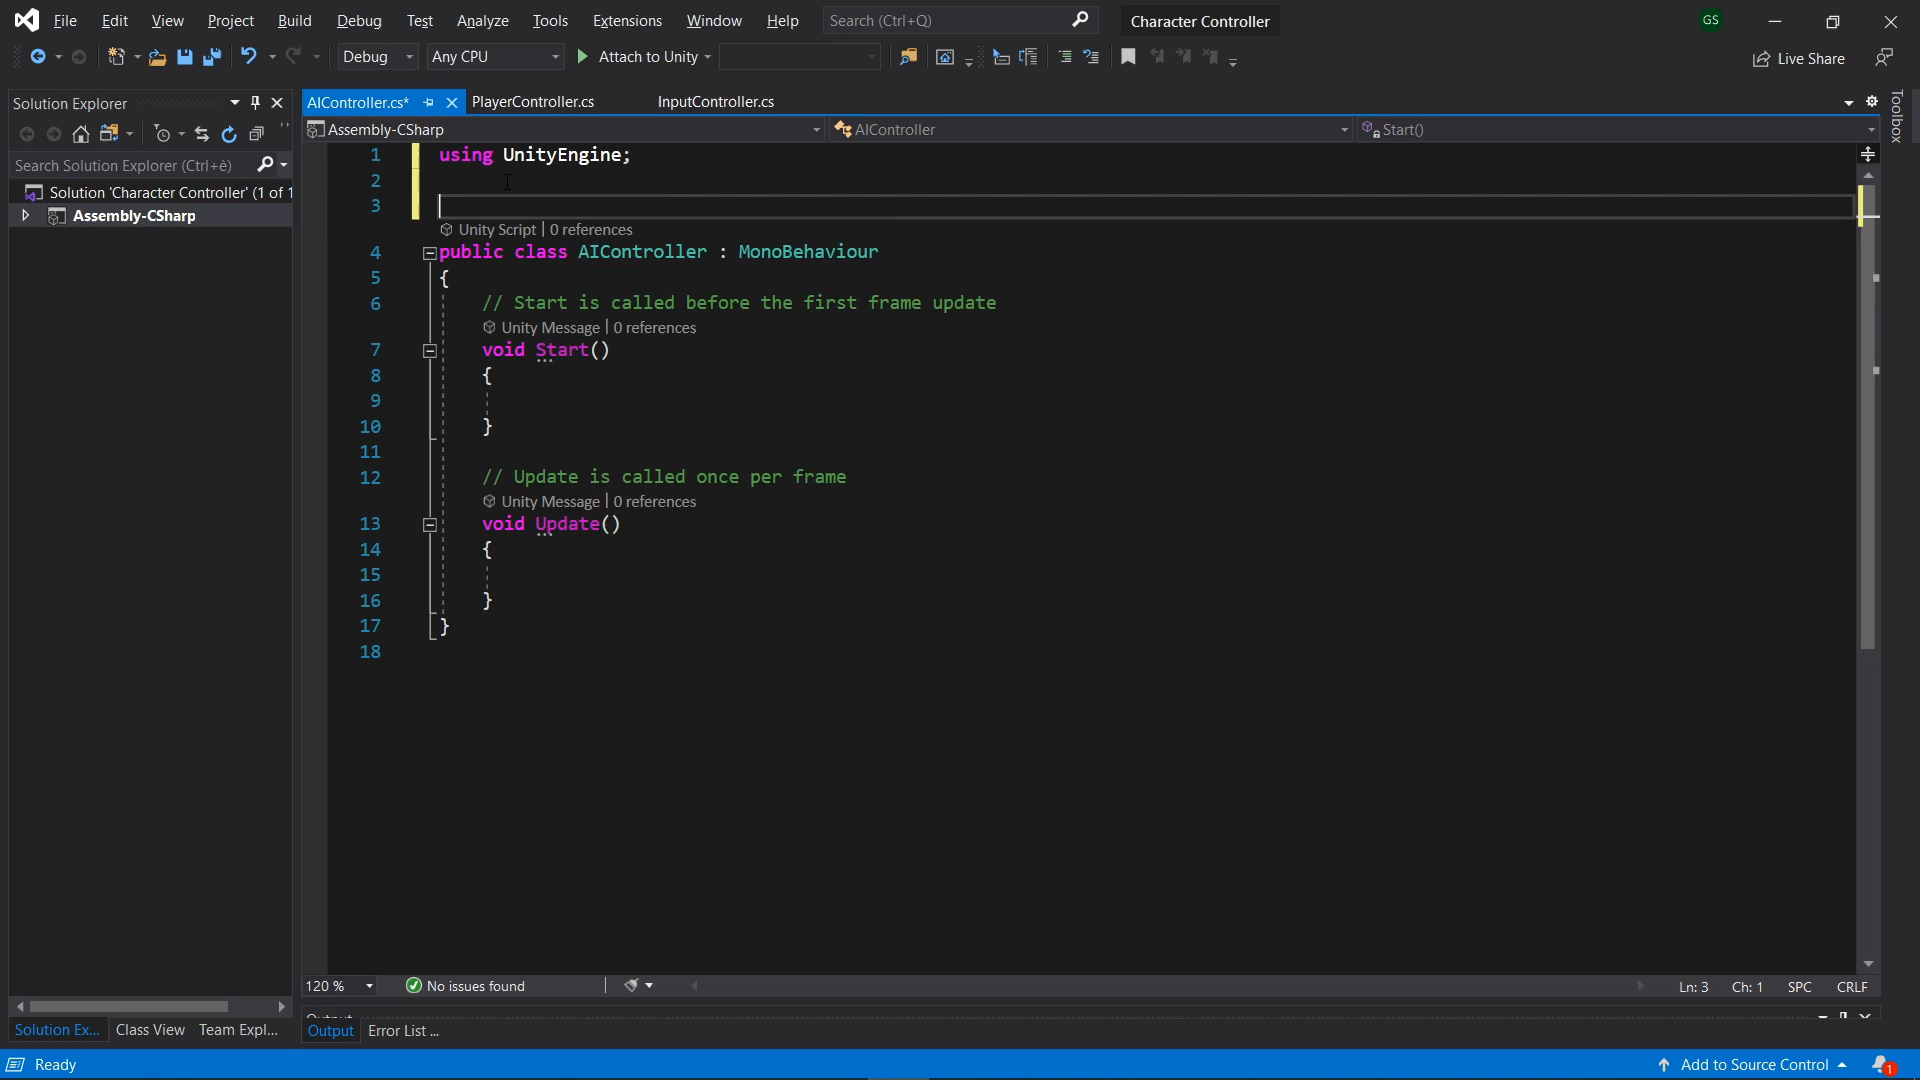 File Edit View Project Build Debug Test Analyze Tools Extensions Window Help Search (Ctrl+Q) Character Controller GS
Debug Any CPU Attach to Unity Live Share
Solution Explorer
Search Solution Explorer (Ctrl+è)
Solution 'Character Controller' (1 of 1
Assembly-CSharp
AIController.cs* PlayerController.cs InputController.cs
Assembly-CSharp AIController Start()
1 using UnityEngine;
2
3
Unity Script | 0 references
4 public class AIController : MonoBehaviour
5 {
6 // Start is called before the first frame update
Unity Message | 0 references
7 void Start()
8 {
9
10 }
11
12 // Update is called once per frame
Unity Message | 0 references
13 void Update()
14 {
15
16 }
17 }
18
Toolbox
120 % No issues found Ln: 3 Ch: 1 SPC CRLF
Output
Solution Ex... Class View Team Expl... Output Error List ...
Ready Add to Source Control 1